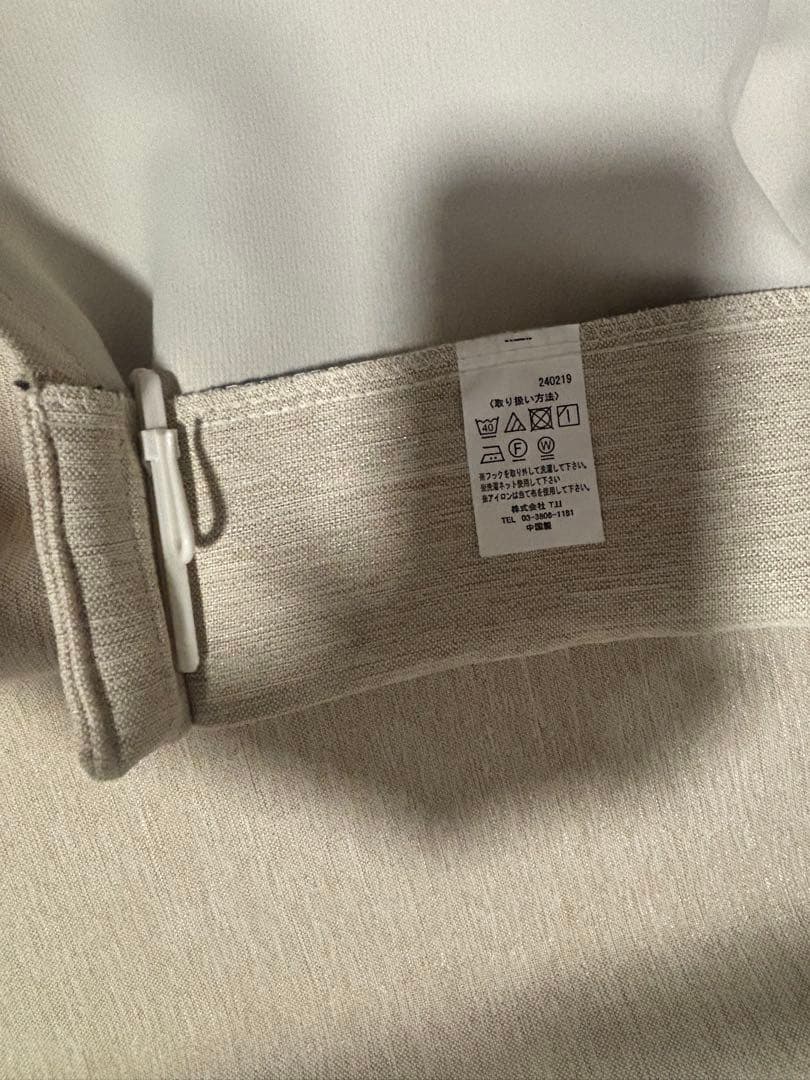 240219
〈取り扱い方法〉
40
F W
※フックを取り外して洗濯して下さい。
※洗濯ネット使用して下さい
※アイロンは当て布を使用して下さい。
株式会社 TJJ
TEL 03-3806-1181
中国製